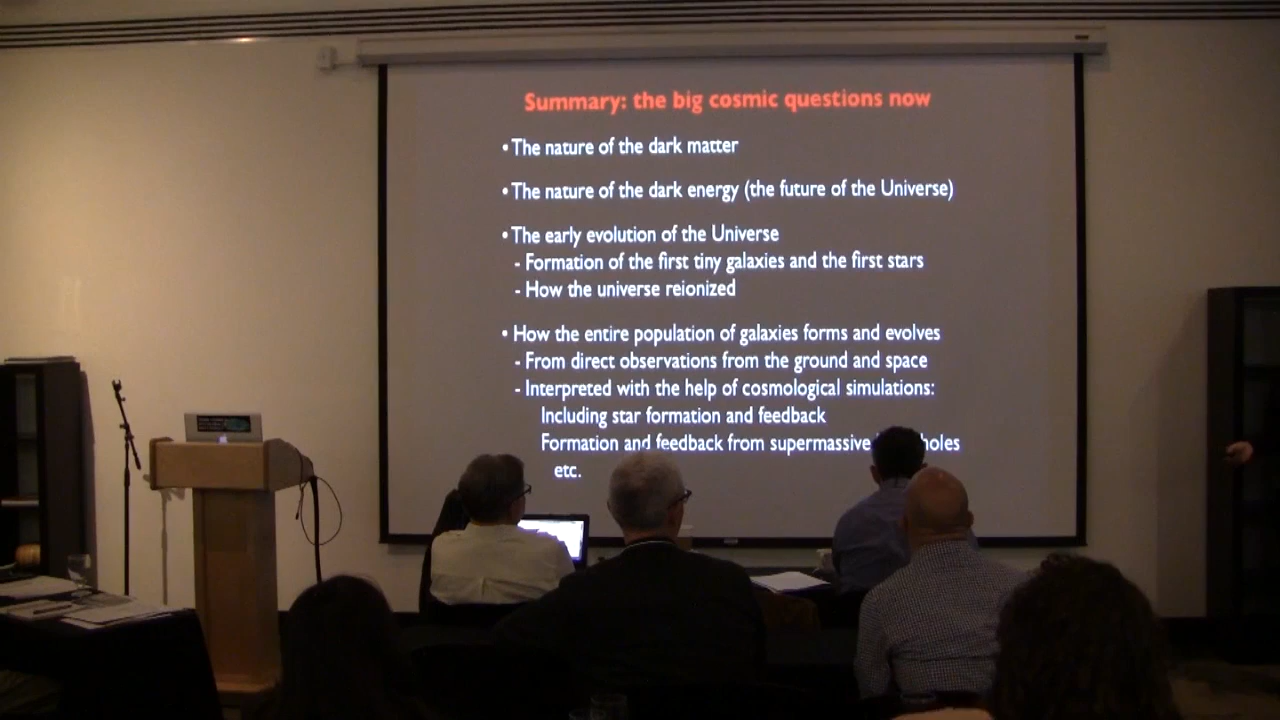 Summary: the big cosmic questions now
• The nature of the dark matter
• The nature of the dark energy (the future of the Universe)
• The early evolution of the Universe
- Formation of the first tiny galaxies and the first stars
- How the universe reionized
• How the entire population of galaxies forms and evolves
- From direct observations from the ground and space
- Interpreted with the help of cosmological simulations:
Including star formation and feedback
Formation and feedback from supermassive holes
etc.